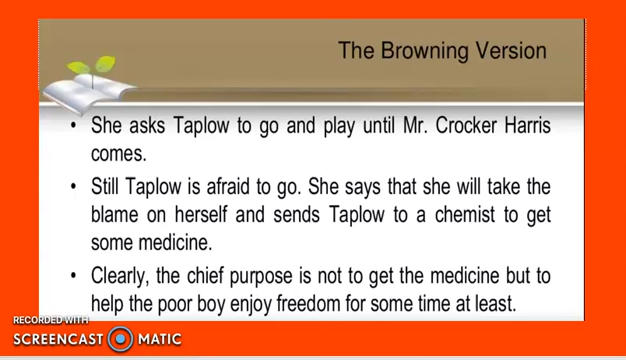 The Browning Version
• She asks Taplow to go and play until Mr. Crocker Harris
comes.
• Still Taplow is afraid to go. She says that she will take the
blame on herself and sends Taplow to a chemist to get
some medicine.
• Clearly, the chief purpose is not to get the medicine but to
help the poor boy enjoy freedom for some time at least.
RECORDED WITH
SCREENCAST MATIC